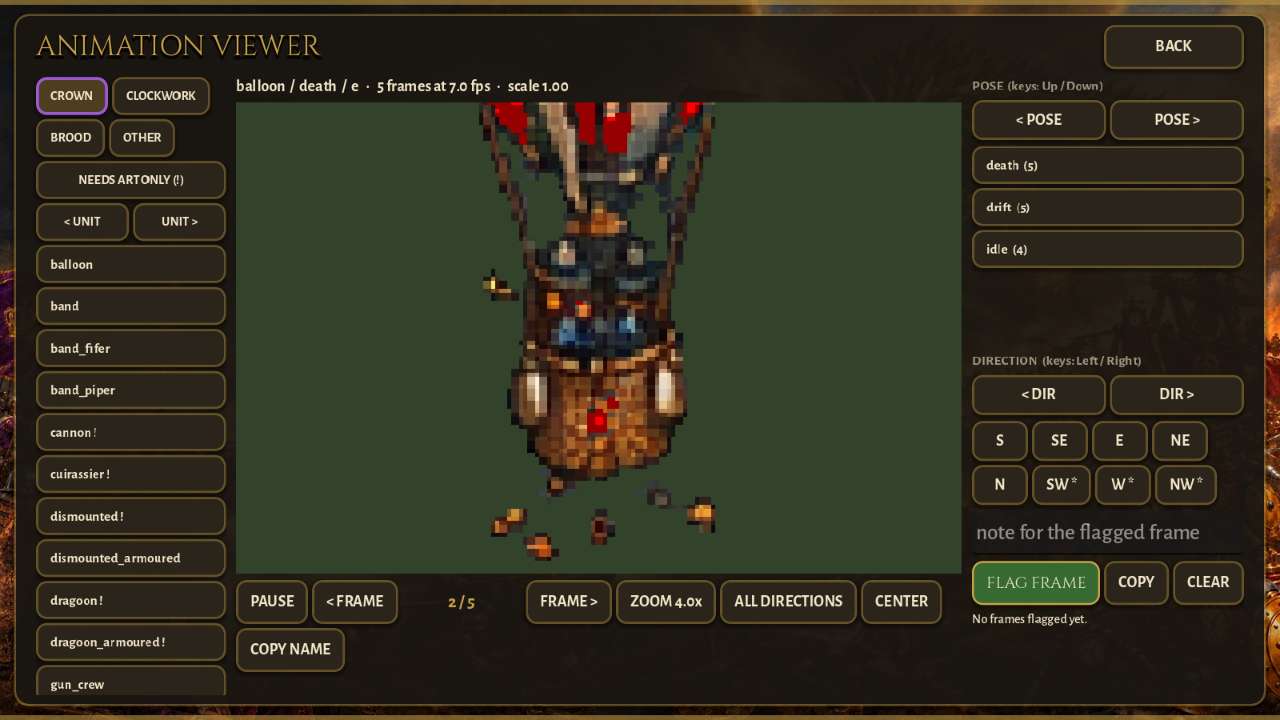 ANIMATION VIEWER
BACK
CROWN
CLOCKWORK
BROOD
OTHER
NEEDS ART ONLY (!)
< UNIT
UNIT >
balloon
band
band_fifer
band_piper
cannon !
cuirassier !
dismounted !
dismounted_armoured
dragoon !
dragoon_armoured !
gun_crew
balloon / death / e · 5 frames at 7.0 fps · scale 1.00
PAUSE
< FRAME
2 / 5
FRAME >
ZOOM 4.0x
ALL DIRECTIONS
CENTER
COPY NAME
POSE (keys: Up / Down)
< POSE
POSE >
death (5)
drift (5)
idle (4)
DIRECTION (keys: Left / Right)
< DIR
DIR >
S
SE
E
NE
N
SW *
W *
NW *
note for the flagged frame
FLAG FRAME
COPY
CLEAR
No frames flagged yet.